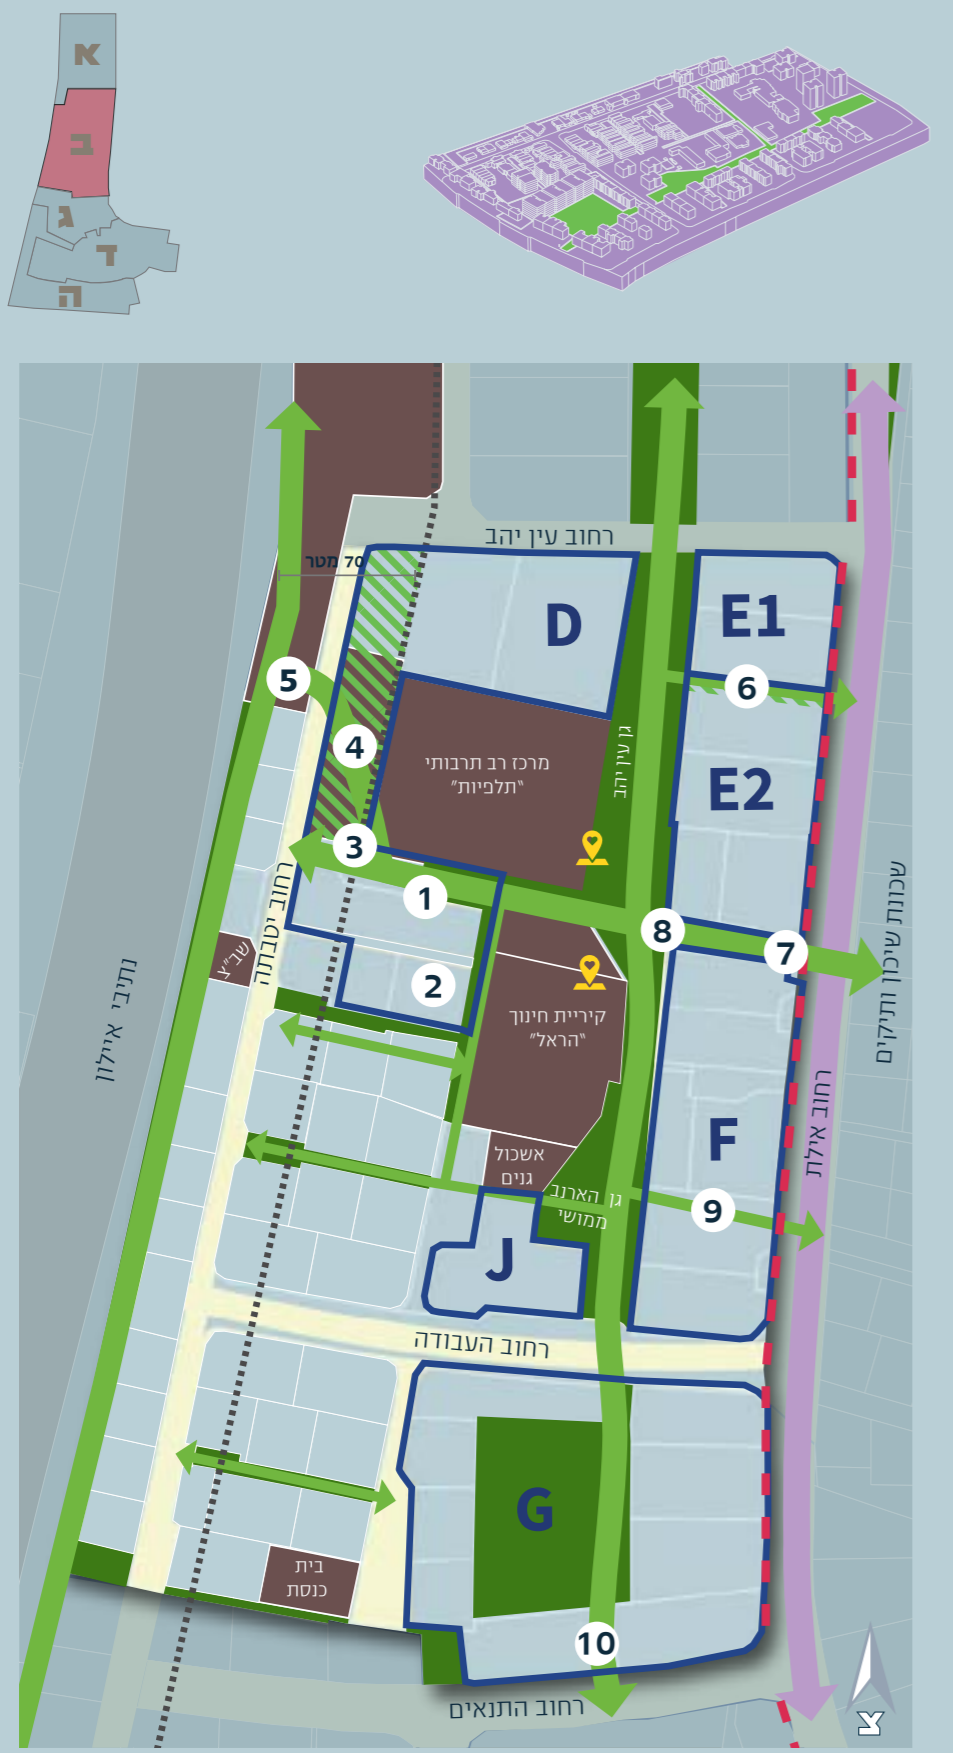 א
ב
ג
ד
ה
רחוב עין יהב
70 מטר
D
E1
5
6
4
מרכז רב תרבותי
"תלפיות"
גן עין יהב
E2
3
1
רחוב יטבתה
8
7
שב"צ
2
שכונות שיכון ותיקים
נתיבי איילון
קיריית חינוך
"הראל"
F
רחוב אילת
אשכול
גנים
גן הארנב
ממושי
9
J
רחוב העבודה
G
בית
כנסת
10
רחוב התנאים
צ